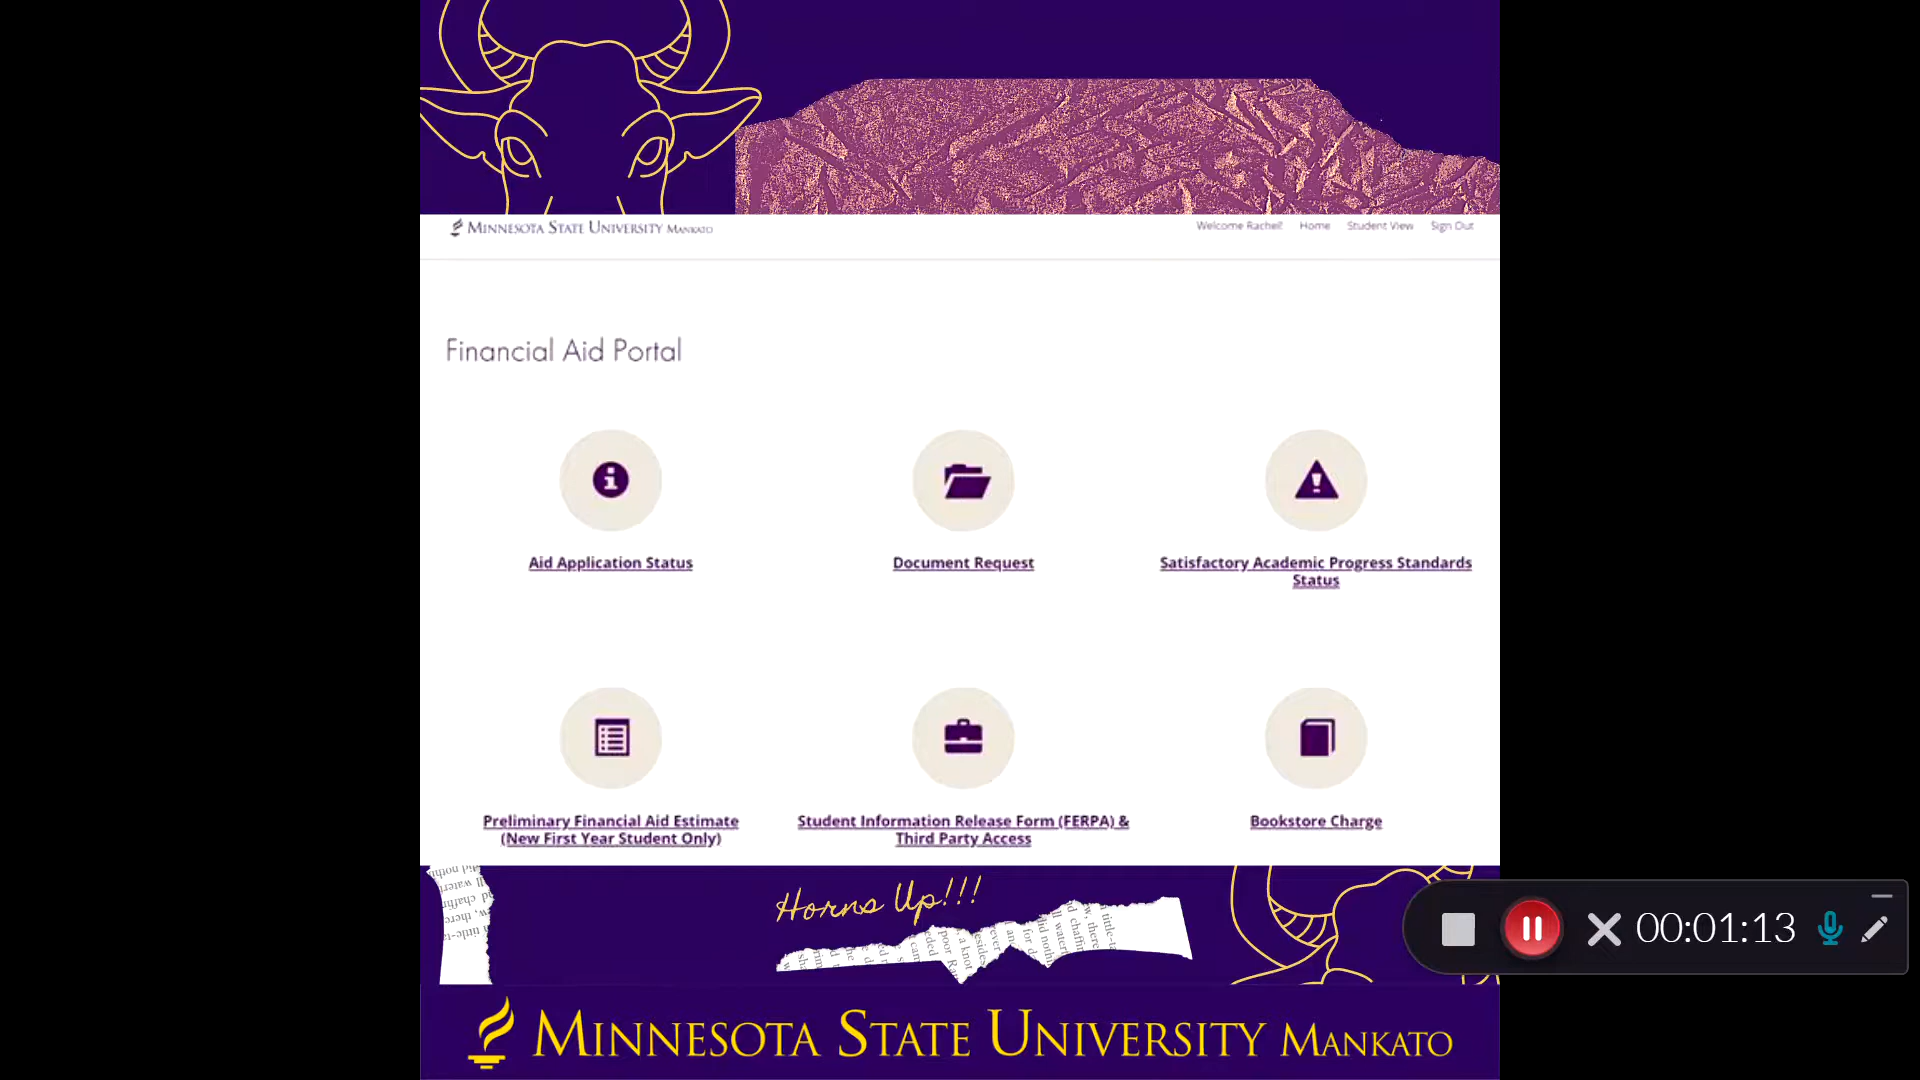 MINNESOTA STATE UNIVERSITY MANKATO
Welcome Rachel! Home Student View Sign Out
Financial Aid Portal
Aid Application Status
Document Request
Satisfactory Academic Progress Standards
Status
Preliminary Financial Aid Estimate
(New First Year Student Only)
Student Information Release Form (FERPA) &
Third Party Access
Bookstore Charge
Horns Up!!!
00:01:13
MINNESOTA STATE UNIVERSITY MANKATO